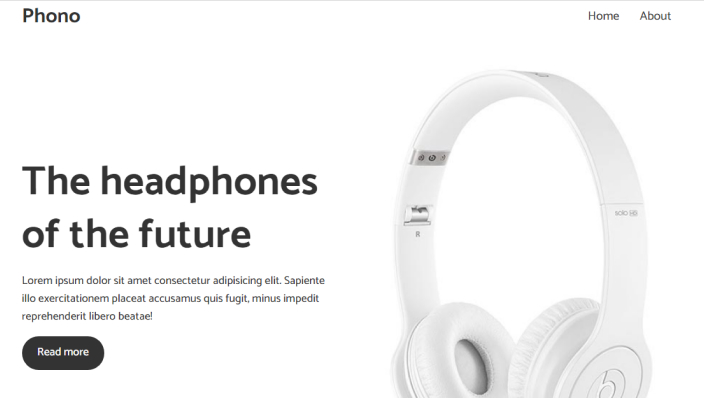 Phono
Home About
The headphones
of the future
Lorem ipsum dolor sit amet consectetur adipisicing elit. Sapiente
illo exercitationem placeat accusamus quis fugit, minus impedit
reprehenderit libero beatae!
Read more
solo HD
R